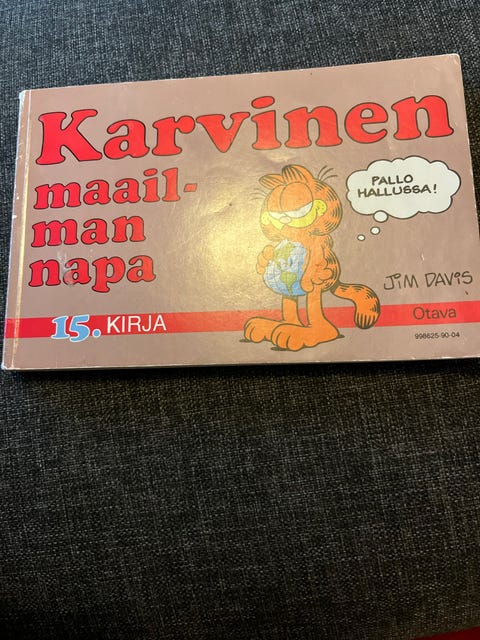 Karvinen
maail-
man
napa
PALLO
HALLUSSA!
JIM DAVIS
15. KIRJA
Otava
998625-90-04